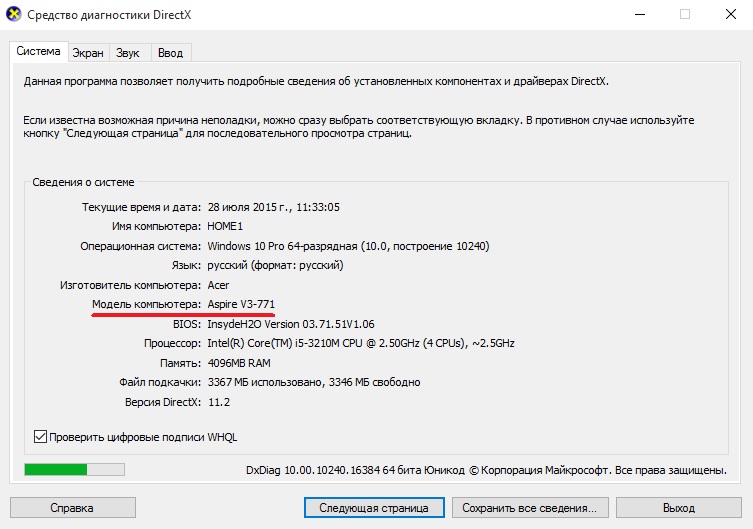 Средство диагностики DirectX
Система Экран Звук Ввод
Данная программа позволяет получить подробные сведения об установленных компонентах и драйверах DirectX.
Если известна возможная причина неполадки, можно сразу выбрать соответствующую вкладку. В противном случае используйте
кнопку "Следующая страница" для последовательного просмотра страниц.
Сведения о системе
Текущие время и дата: 28 июля 2015 г., 11:33:05
Имя компьютера: HOME1
Операционная система: Windows 10 Pro 64-разрядная (10.0, построение 10240)
Язык: русский (формат: русский)
Изготовитель компьютера: Acer
Модель компьютера: Aspire V3-771
BIOS: InsydeH2O Version 03.71.51V1.06
Процессор: Intel(R) Core(TM) i5-3210M CPU @ 2.50GHz (4 CPUs), ~2.5GHz
Память: 4096MB RAM
Файл подкачки: 3367 МБ использовано, 3346 МБ свободно
Версия DirectX: 11.2
Проверить цифровые подписи WHQL
DxDiag 10.00.10240.16384 64 бита Юникод © Корпорация Майкрософт. Все права защищены.
Справка Следующая страница Сохранить все сведения... Выход